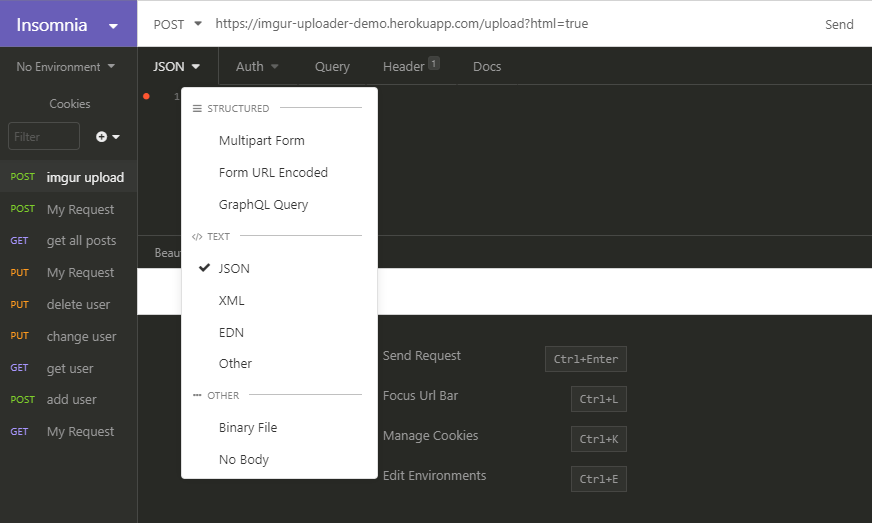 Insomnia
POST https://imgur-uploader-demo.herokuapp.com/upload?html=true Send
No Environment
JSON Auth Query Header 1 Docs
Cookies
Filter
1
POST imgur upload
POST My Request
GET get all posts
PUT My Request
PUT delete user
PUT change user
GET get user
POST add user
GET My Request
STRUCTURED
Multipart Form
Form URL Encoded
GraphQL Query
</> TEXT
JSON
XML
EDN
Other
OTHER
Binary File
No Body
Beau
Send Request Ctrl+Enter
Focus Url Bar Ctrl+L
Manage Cookies Ctrl+K
Edit Environments Ctrl+E